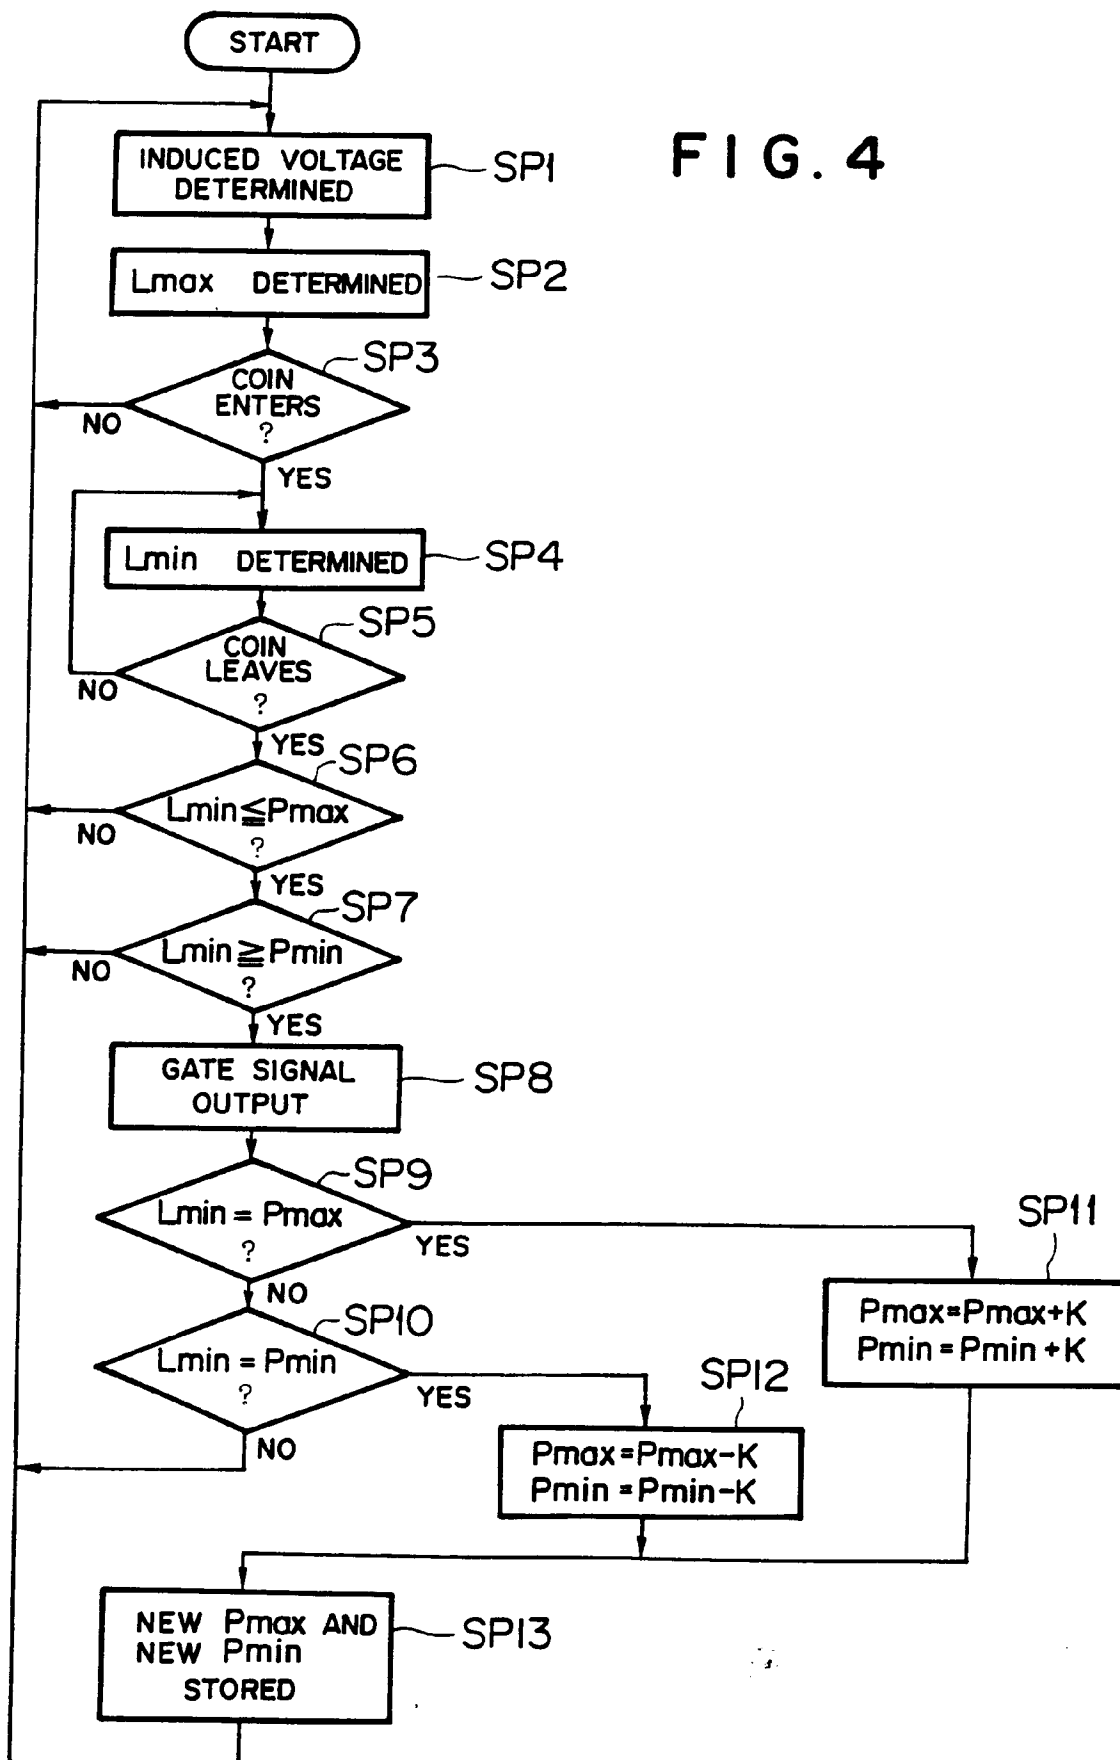 START
FIG. 4
INDUCED VOLTAGE
DETERMINED
SP1
Lmax DETERMINED
SP2
SP3
COIN
ENTERS
?
NO
YES
Lmin DETERMINED
SP4
SP5
COIN
LEAVES
?
NO
YES
SP6
Lmin≦Pmax
?
NO
YES
SP7
Lmin≧Pmin
?
NO
YES
GATE SIGNAL
OUTPUT
SP8
SP9
Lmin = Pmax
?
YES
NO
SP11
Pmax=Pmax+K
Pmin=Pmin+K
SP10
Lmin = Pmin
?
YES
NO
SP12
Pmax=Pmax-K
Pmin=Pmin-K
NEW Pmax AND
NEW Pmin
STORED
SP13